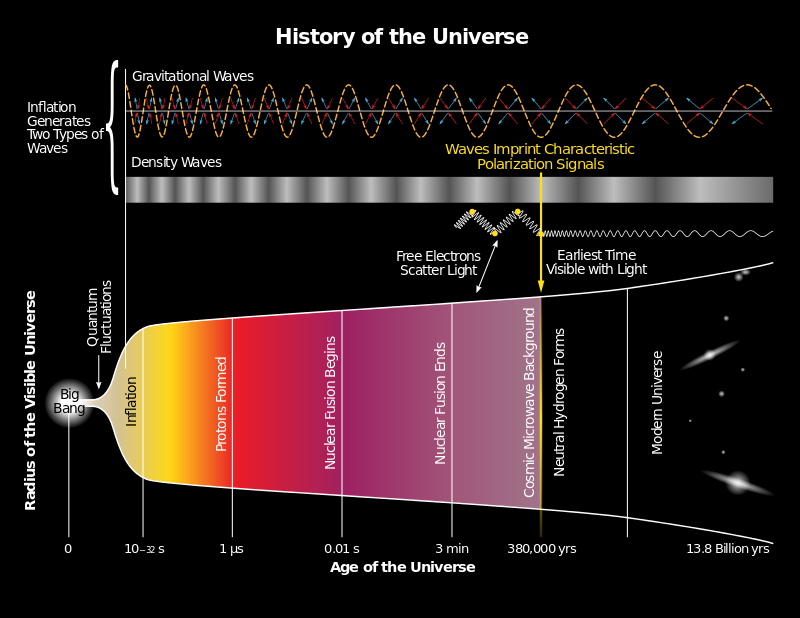 History of the Universe
Gravitational Waves
Inflation
Generates
Two Types of
Waves
Waves Imprint Characteristic
Polarization Signals
Density Waves
Free Electrons
Scatter Light
Earliest Time
Visible with Light
Radius of the Visible Universe
Quantum
Fluctuations
Big
Bang
Inflation
Protons Formed
Nuclear Fusion Begins
Nuclear Fusion Ends
Cosmic Microwave Background
Neutral Hydrogen Forms
Modern Universe
0
10–32 s
1 µs
0.01 s
3 min
380,000 yrs
13.8 Billion yrs
Age of the Universe